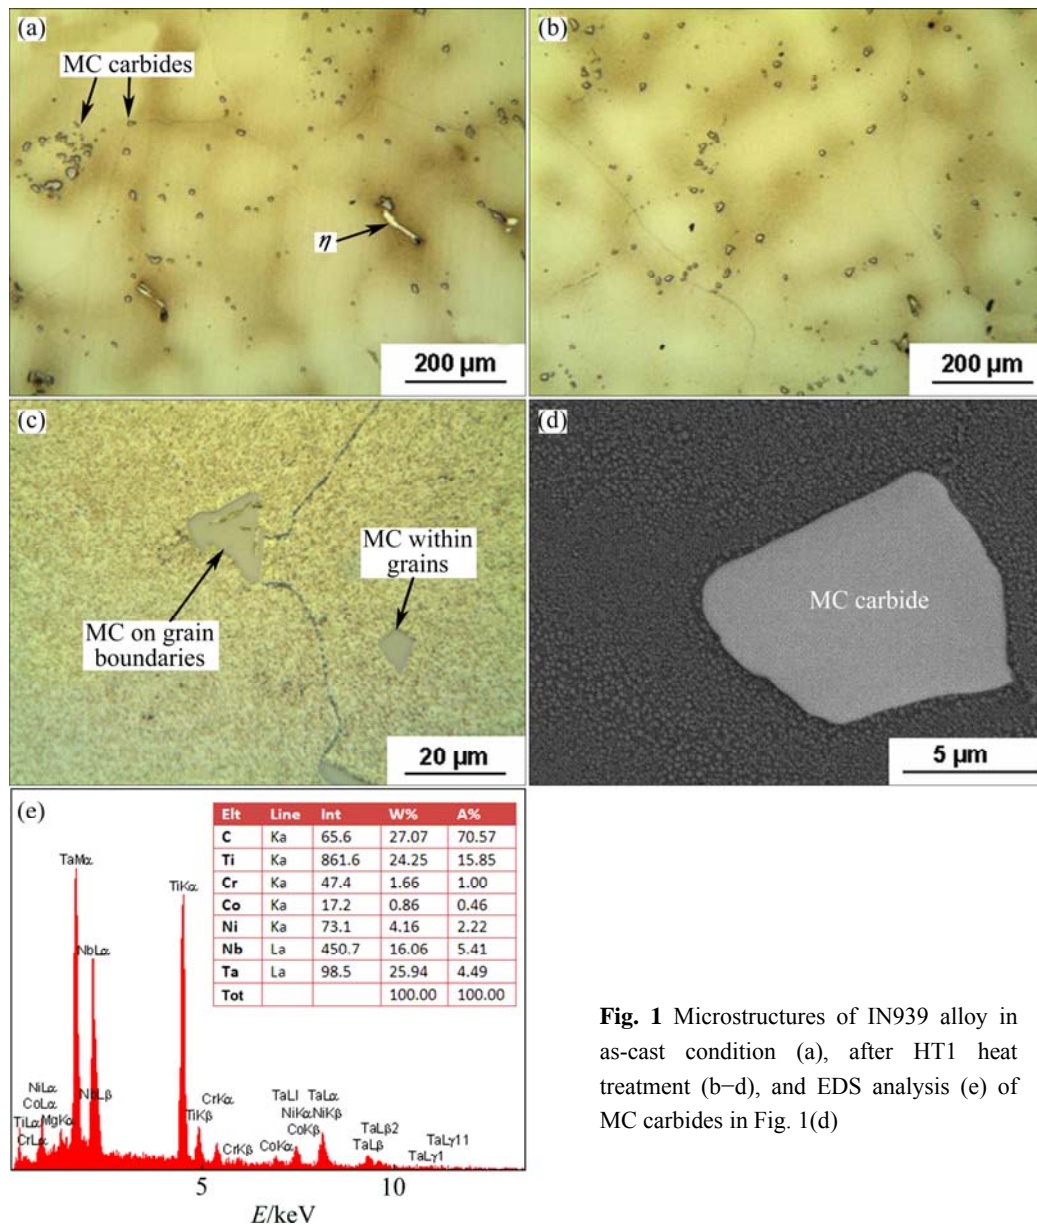 (a)
MC carbides
η
200 μm
(b)
200 μm
(c)
MC within
grains
MC on grain
boundaries
20 μm
(d)
MC carbide
5 μm
(e)
Elt Line Int W% A%
C Ka 65.6 27.07 70.57
Ti Ka 861.6 24.25 15.85
Cr Ka 47.4 1.66 1.00
Co Ka 17.2 0.86 0.46
Ni Ka 73.1 4.16 2.22
Nb La 450.7 16.06 5.41
Ta La 98.5 25.94 4.49
Tot 100.00 100.00
TaMα
TiKα
NbLα
NiLα
CoLα
NbLβ
MgKα
TiLα
CrLα
CrKα
TiKβ
CrKβ
TaLl TaLα
NiKα NiKβ
CoKβ
CoKα
TaLβ2
TaLβ
TaLγ11
TaLγ1
5 10
E/keV
Fig. 1 Microstructures of IN939 alloy in
as-cast condition (a), after HT1 heat
treatment (b−d), and EDS analysis (e) of
MC carbides in Fig. 1(d)